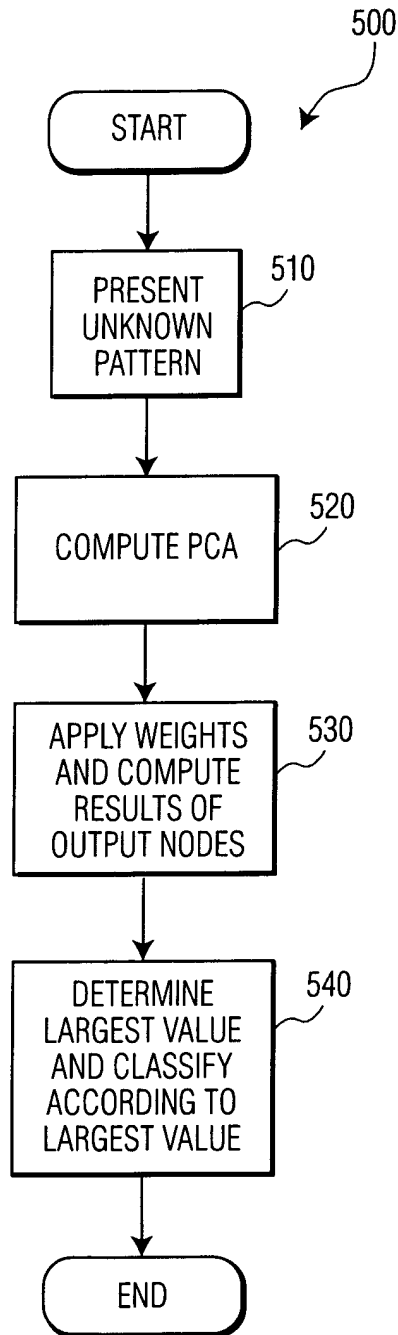 500
START
510
PRESENT
UNKNOWN
PATTERN
520
COMPUTE PCA
530
APPLY WEIGHTS
AND COMPUTE
RESULTS OF
OUTPUT NODES
540
DETERMINE
LARGEST VALUE
AND CLASSIFY
ACCORDING TO
LARGEST VALUE
END